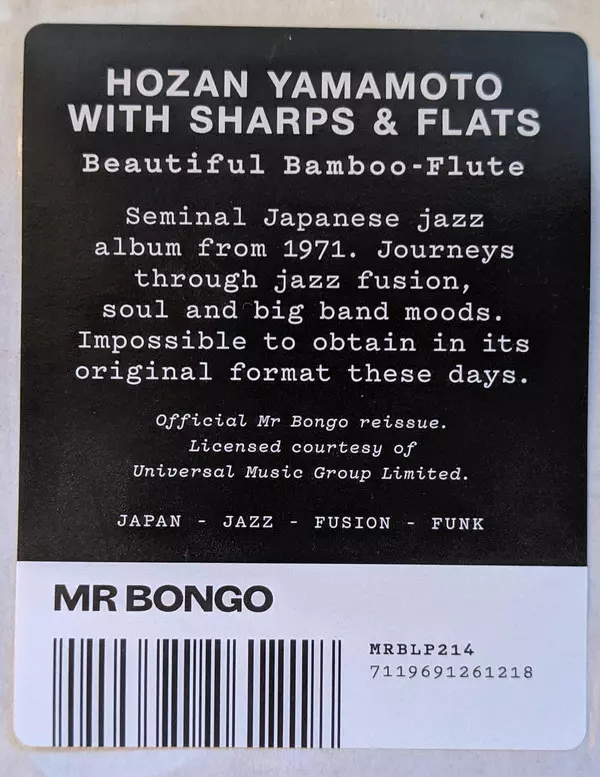 HOZAN YAMAMOTO
WITH SHARPS & FLATS
Beautiful Bamboo-Flute
Seminal Japanese jazz
album from 1971. Journeys
through jazz fusion,
soul and big band moods.
Impossible to obtain in its
original format these days.
Official Mr Bongo reissue.
Licensed courtesy of
Universal Music Group Limited.
JAPAN - JAZZ - FUSION - FUNK
MR BONGO
MRBLP214
7119691261218